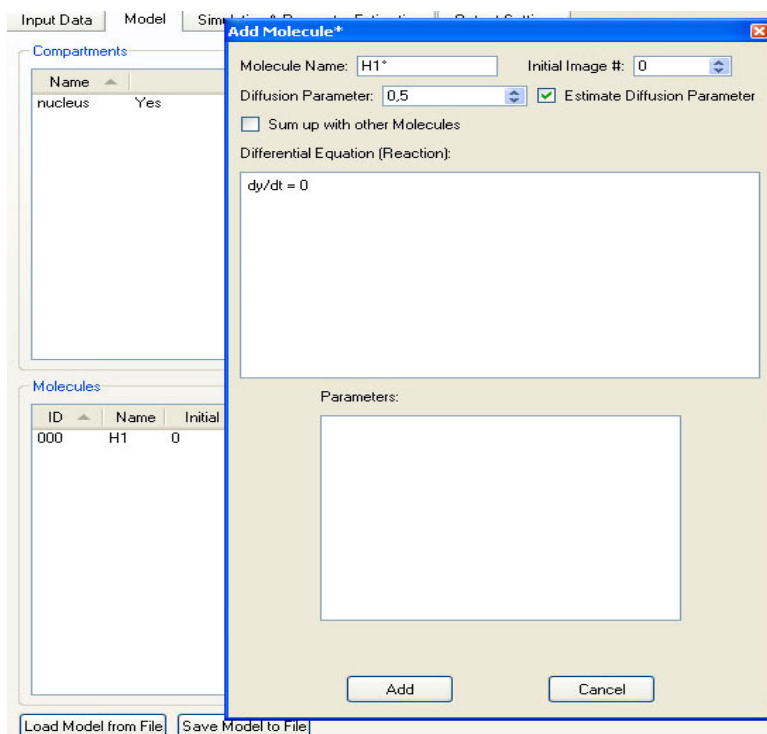 Input Data Model
Add Molecule*
Compartments
Name
nucleus Yes
Molecule Name: H1° Initial Image #: 0
Diffusion Parameter: 0,5 Estimate Diffusion Parameter
Sum up with other Molecules
Differential Equation (Reaction):
dy/dt = 0
Molecules
ID Name Initial
000 H1 0
Parameters:
Add Cancel
Load Model from File Save Model to File